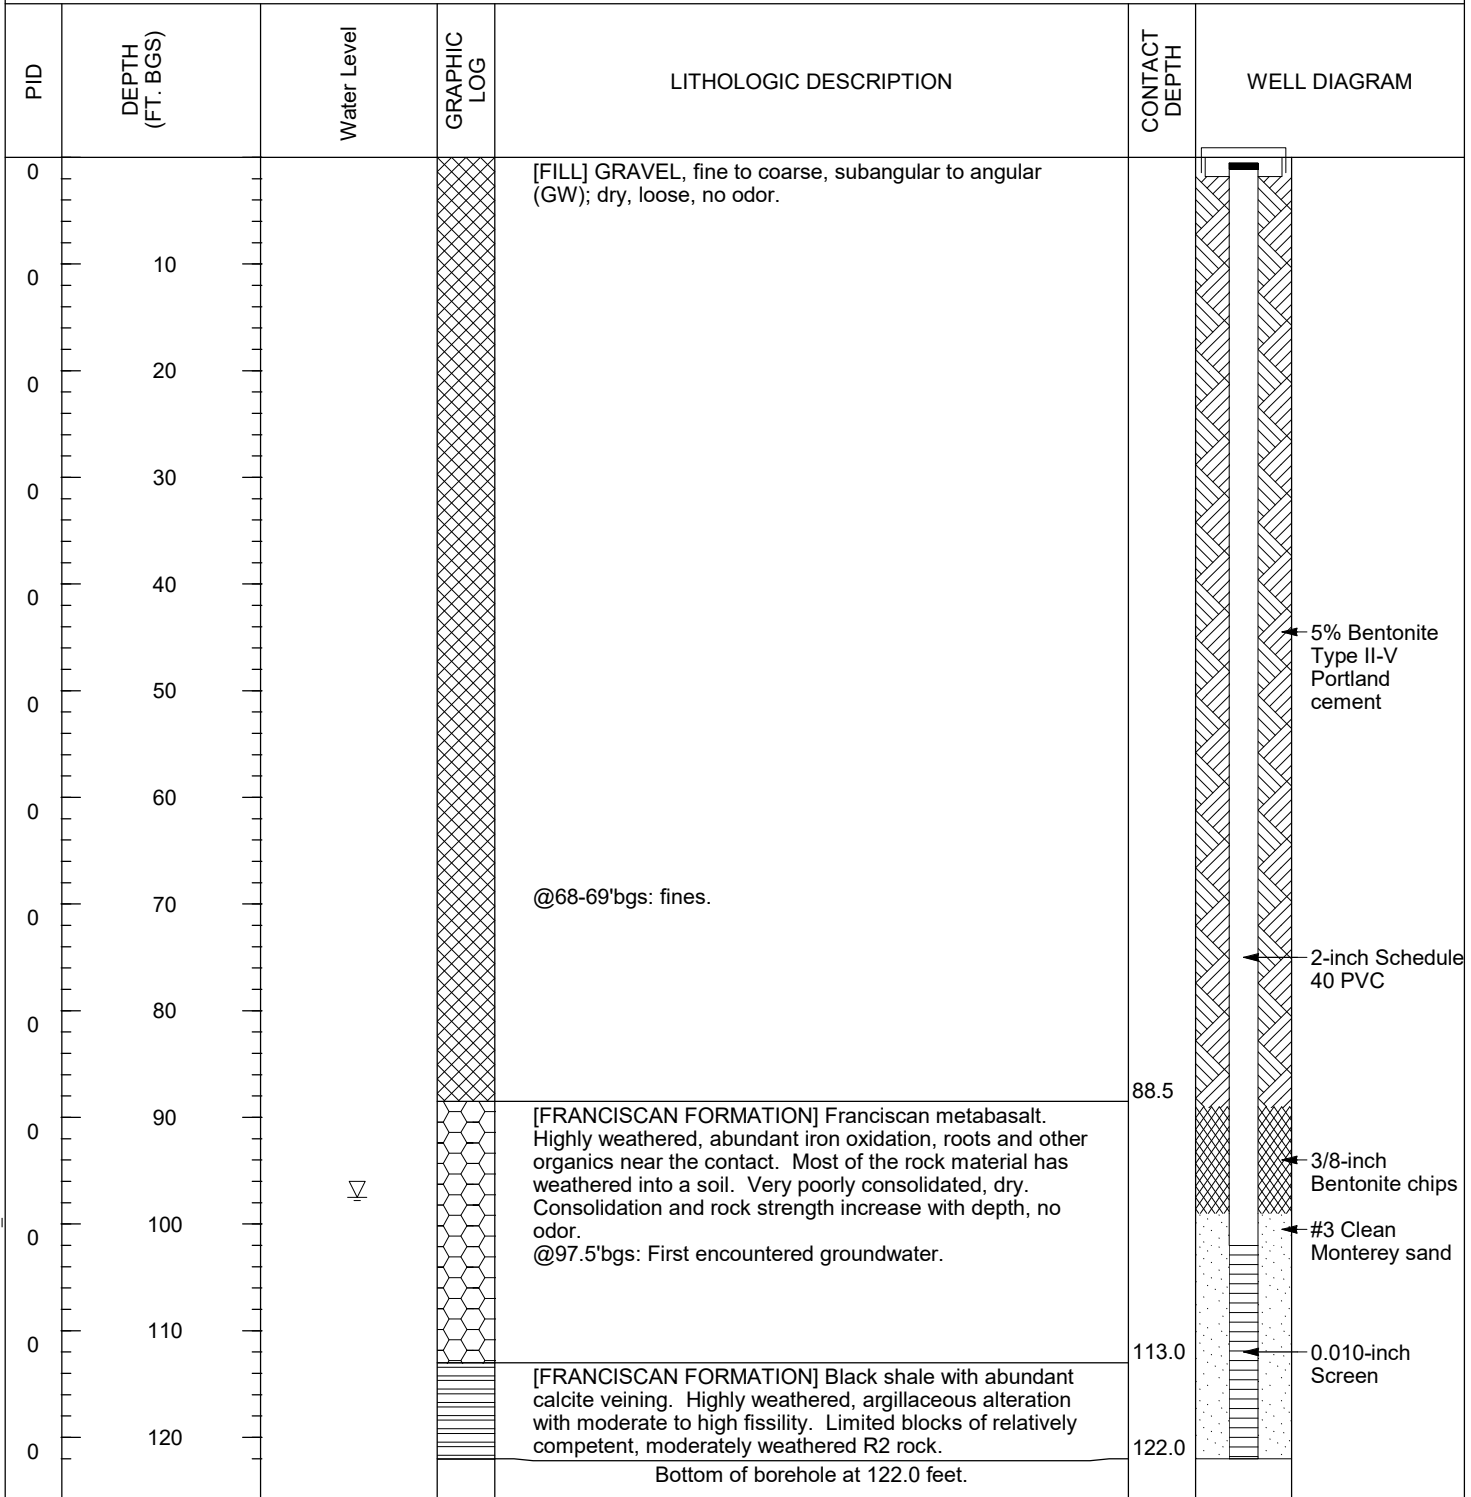 PID
DEPTH
(FT. BGS)
Water Level
GRAPHIC
LOG
LITHOLOGIC DESCRIPTION
CONTACT
DEPTH
WELL DIAGRAM
0
[FILL] GRAVEL, fine to coarse, subangular to angular
(GW); dry, loose, no odor.
10
0
20
0
30
0
40
0
5% Bentonite
Type II-V
Portland
cement
50
0
60
0
@68-69'bgs: fines.
70
0
2-inch Schedule
40 PVC
80
0
88.5
90
0
[FRANCISCAN FORMATION] Franciscan metabasalt.
Highly weathered, abundant iron oxidation, roots and other
organics near the contact. Most of the rock material has
weathered into a soil. Very poorly consolidated, dry.
Consolidation and rock strength increase with depth, no
odor.
@97.5'bgs: First encountered groundwater.
3/8-inch
Bentonite chips
100
0
#3 Clean
Monterey sand
110
0
113.0
0.010-inch
Screen
[FRANCISCAN FORMATION] Black shale with abundant
calcite veining. Highly weathered, argillaceous alteration
with moderate to high fissility. Limited blocks of relatively
competent, moderately weathered R2 rock.
120
0
122.0
Bottom of borehole at 122.0 feet.